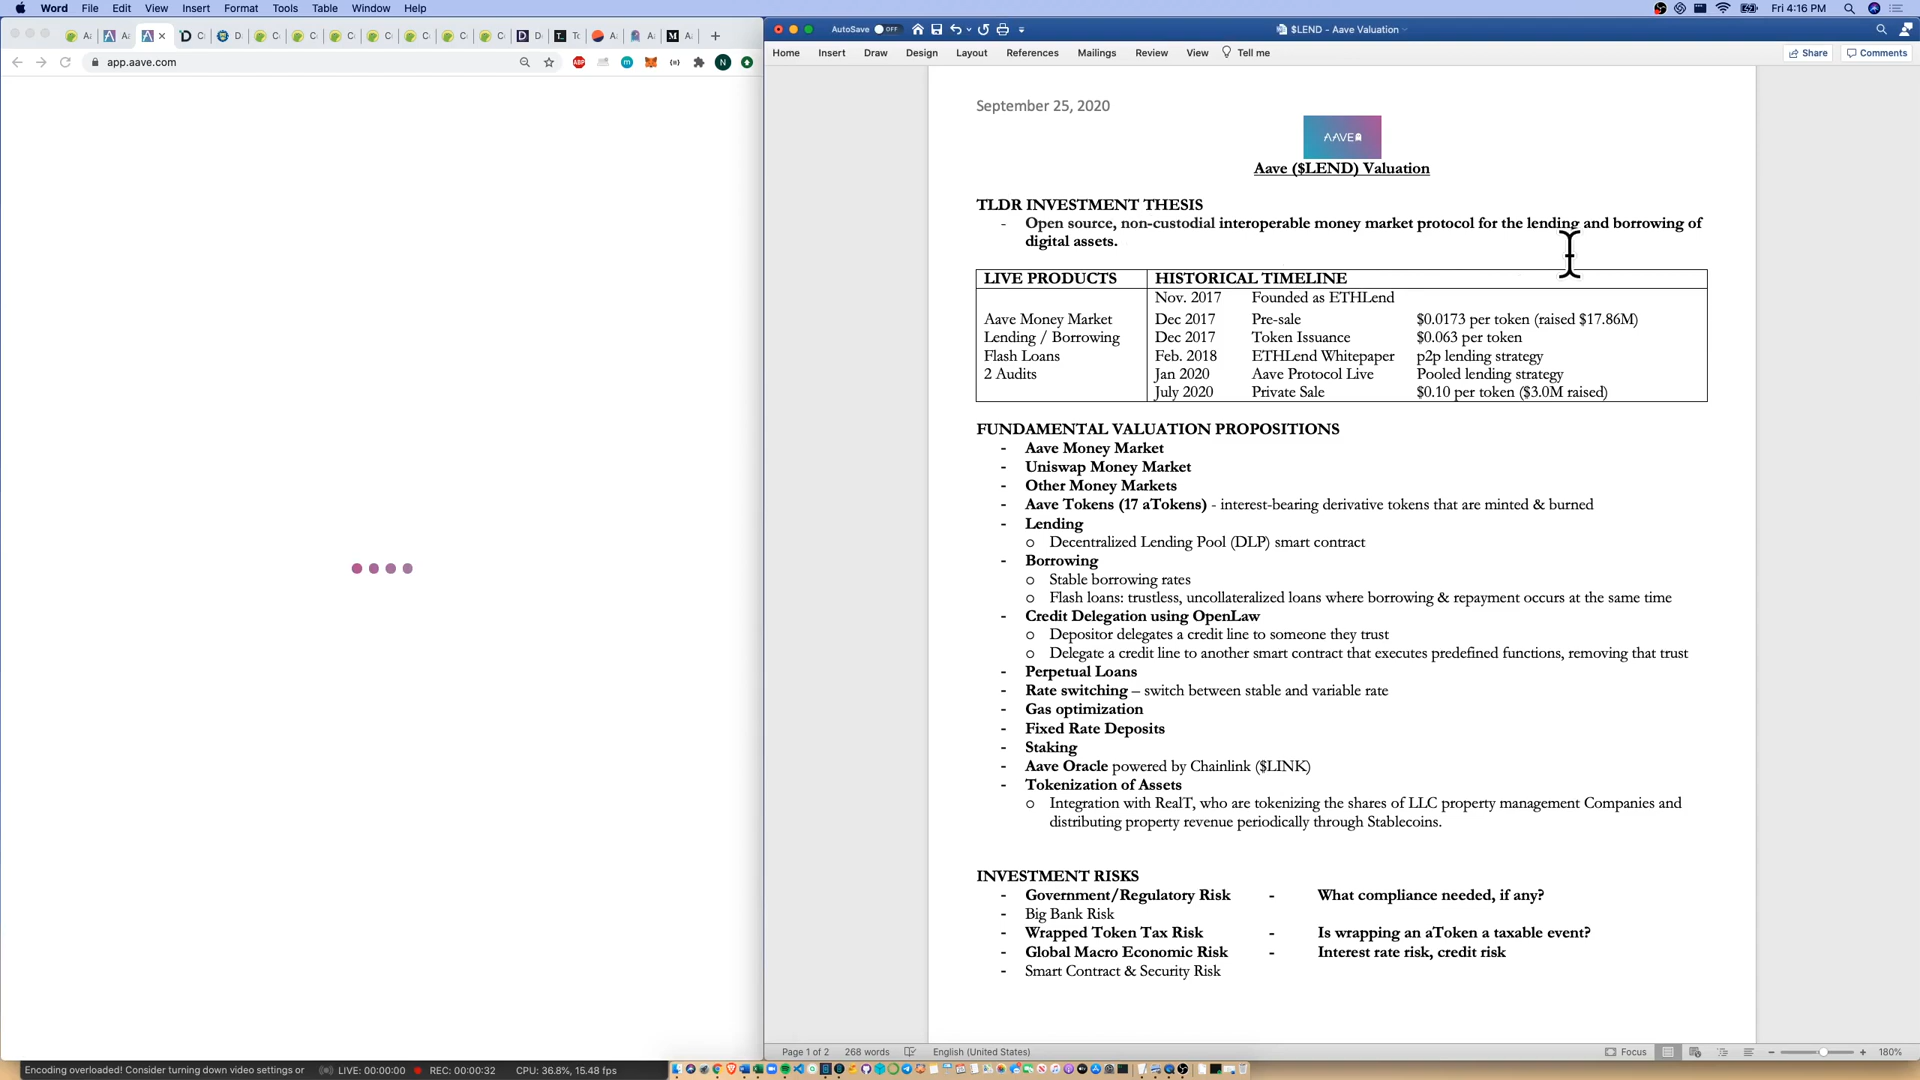 Word File Edit View Insert Format Tools Table Window Help Fri 4:16 PM
app.aave.com
AutoSave OFF $LEND - Aave Valuation
Home Insert Draw Design Layout References Mailings Review View Tell me Share Comments
September 25, 2020
AAVE
Aave ($LEND) Valuation
TLDR INVESTMENT THESIS
- Open source, non-custodial interoperable money market protocol for the lending and borrowing of
digital assets.
LIVE PRODUCTS HISTORICAL TIMELINE
Nov. 2017 Founded as ETHLend
Aave Money Market Dec 2017 Pre-sale $0.0173 per token (raised $17.86M)
Lending / Borrowing Dec 2017 Token Issuance $0.063 per token
Flash Loans Feb. 2018 ETHLend Whitepaper p2p lending strategy
2 Audits Jan 2020 Aave Protocol Live Pooled lending strategy
July 2020 Private Sale $0.10 per token ($3.0M raised)
FUNDAMENTAL VALUATION PROPOSITIONS
- Aave Money Market
- Uniswap Money Market
- Other Money Markets
- Aave Tokens (17 aTokens) - interest-bearing derivative tokens that are minted & burned
- Lending
o Decentralized Lending Pool (DLP) smart contract
- Borrowing
o Stable borrowing rates
o Flash loans: trustless, uncollateralized loans where borrowing & repayment occurs at the same time
- Credit Delegation using OpenLaw
o Depositor delegates a credit line to someone they trust
o Delegate a credit line to another smart contract that executes predefined functions, removing that trust
- Perpetual Loans
- Rate switching – switch between stable and variable rate
- Gas optimization
- Fixed Rate Deposits
- Staking
- Aave Oracle powered by Chainlink ($LINK)
- Tokenization of Assets
o Integration with RealT, who are tokenizing the shares of LLC property management Companies and
distributing property revenue periodically through Stablecoins.
INVESTMENT RISKS
- Government/Regulatory Risk - What compliance needed, if any?
- Big Bank Risk
- Wrapped Token Tax Risk - Is wrapping an aToken a taxable event?
- Global Macro Economic Risk - Interest rate risk, credit risk
- Smart Contract & Security Risk
Page 1 of 2 268 words English (United States) Focus 180%
Encoding overloaded! Consider turning down video settings or LIVE: 00:00:00 REC: 00:00:32 CPU: 36.8%, 15.48 fps